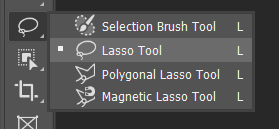 Selection Brush Tool L
Lasso Tool L
Polygonal Lasso Tool L
Magnetic Lasso Tool L